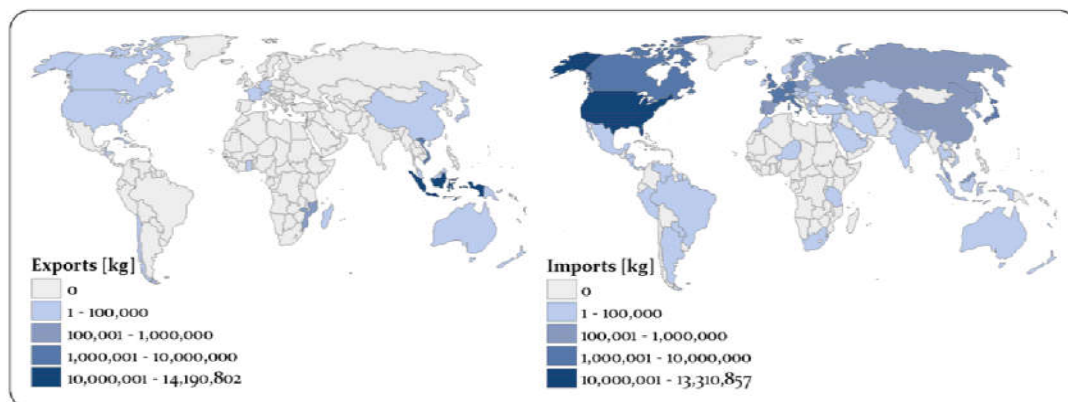 Exports [kg]
0
1 - 100,000
100,001 - 1,000,000
1,000,001 - 10,000,000
10,000,001 - 14,190,802
Imports [kg]
0
1 - 100,000
100,001 - 1,000,000
1,000,001 - 10,000,000
10,000,001 - 13,310,857